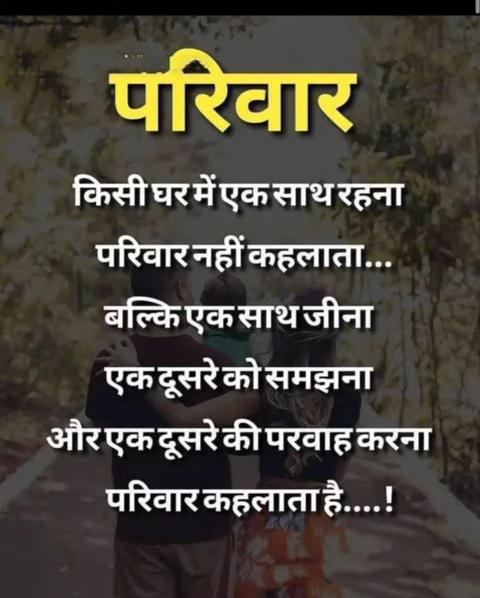 परिवार
किसी घर में एक साथ रहना
परिवार नहीं कहलाता...
बल्कि एक साथ जीना
एक दूसरे को समझना
और एक दूसरे की परवाह करना
परिवार कहलाता है....!